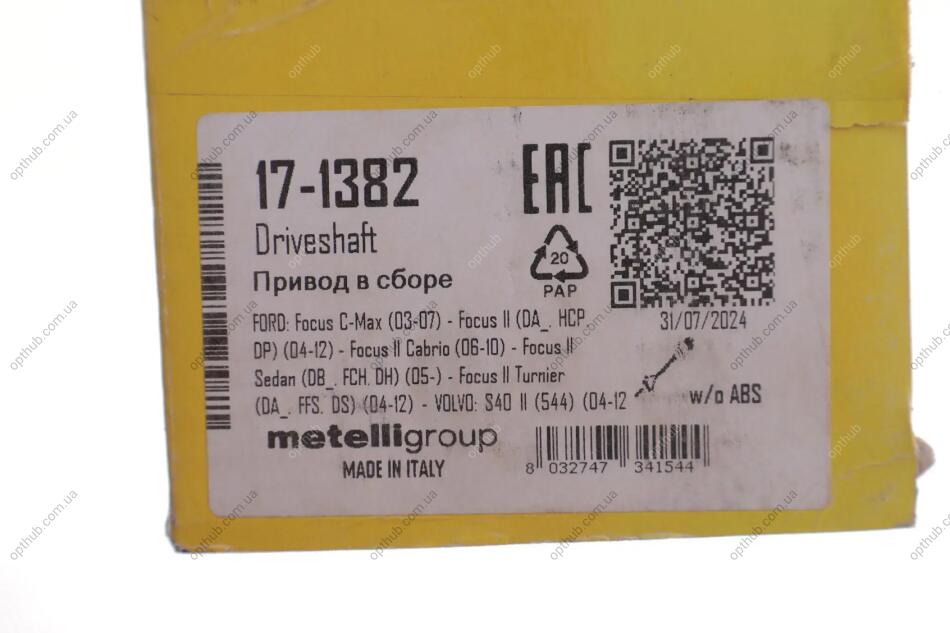 17-1382
Driveshaft
Привод в сборе
EAC
20
PAP
31/07/2024
FORD: Focus C-Max (03-07) - Focus II (DA_. HCP
DP) (04-12) - Focus II Cabrio (06-10) - Focus II
Sedan (DB_. FCH. DH) (05-) - Focus II Turnier
(DA_. FFS. DS) (04-12) - VOLVO: S40 II (544) (04-12
w/o ABS
metelligroup
MADE IN ITALY
8 032747 341544
opthub.com.ua